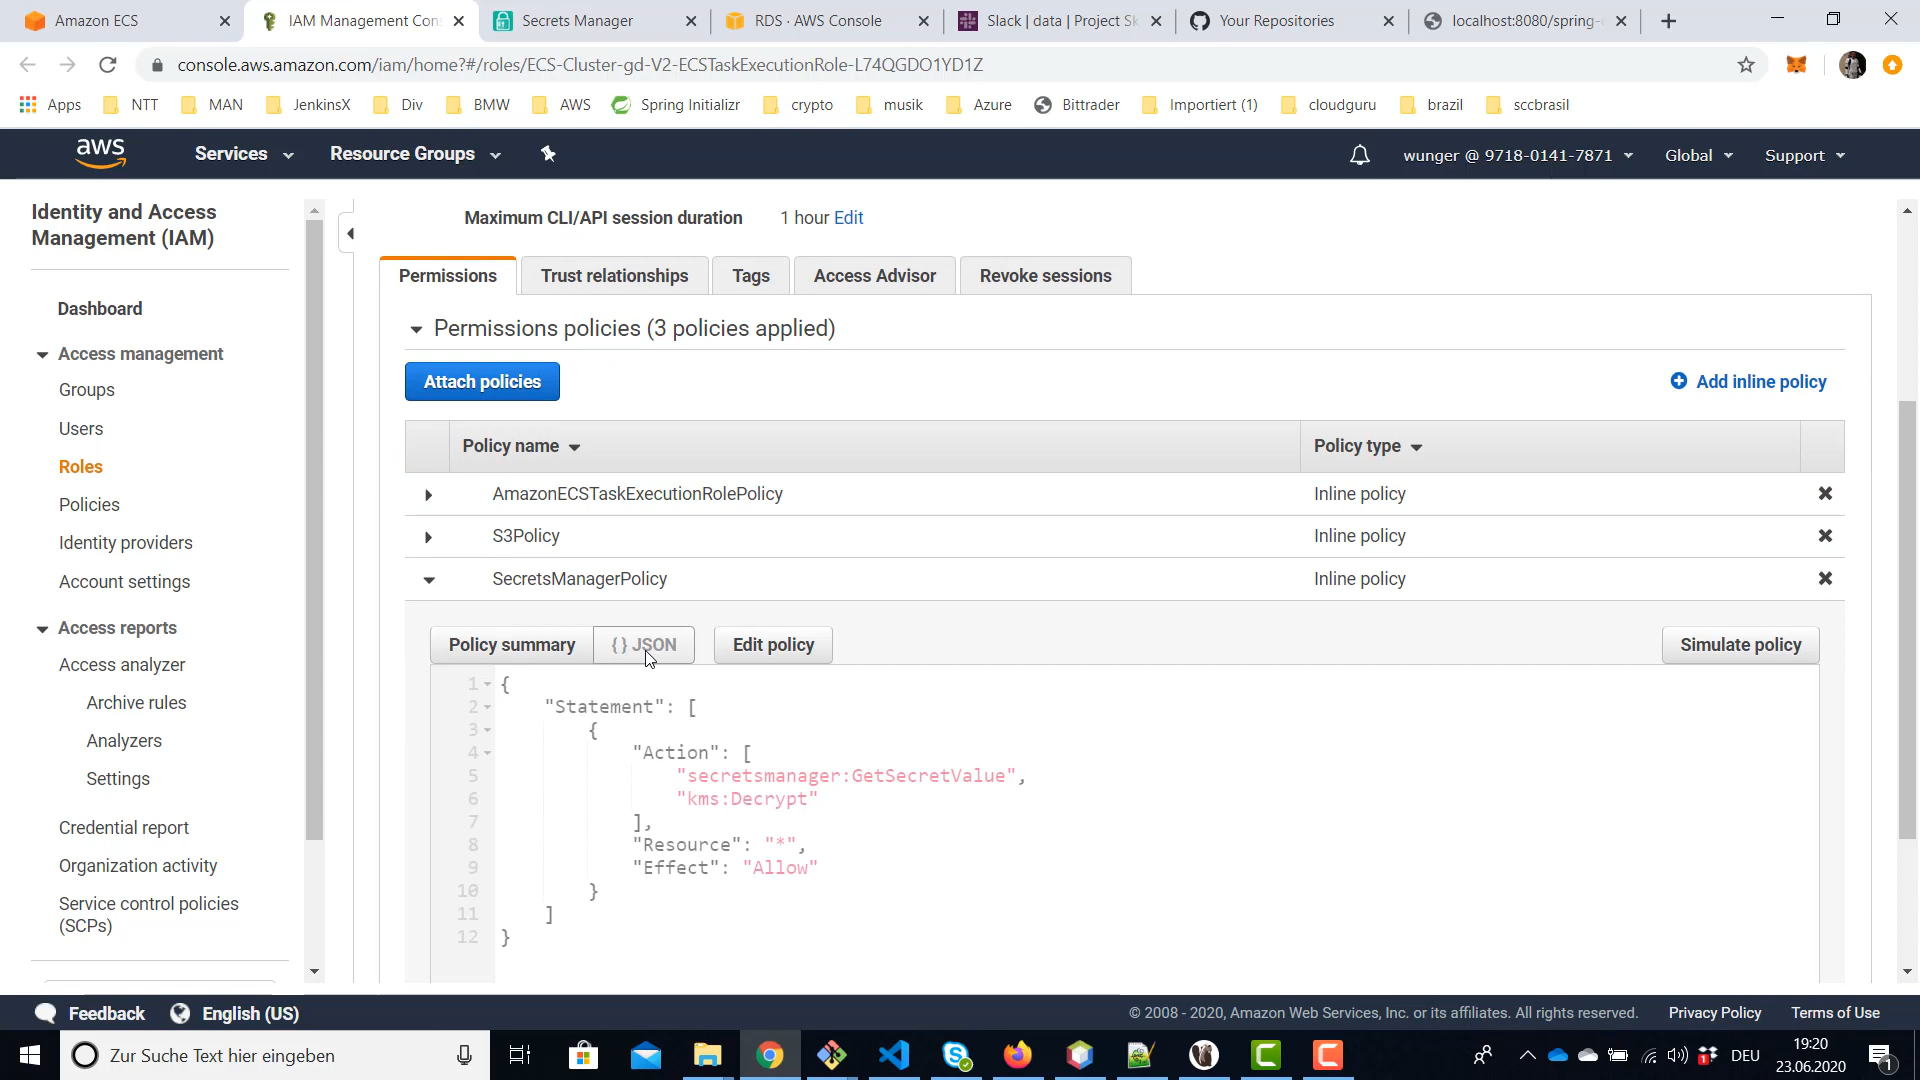 Amazon ECS
IAM Management Con
Secrets Manager
RDS · AWS Console
Slack | data | Project Sk
Your Repositories
localhost:8080/spring-
console.aws.amazon.com/iam/home?#/roles/ECS-Cluster-gd-V2-ECSTaskExecutionRole-L74QGDO1YD1Z
Apps
NTT
MAN
JenkinsX
Div
BMW
AWS
Spring Initializr
crypto
musik
Azure
Bittrader
Importiert (1)
cloudguru
brazil
sccbrasil
aws
Services
Resource Groups
wunger @ 9718-0141-7871
Global
Support
Identity and Access
Management (IAM)
Dashboard
Access management
Groups
Users
Roles
Policies
Identity providers
Account settings
Access reports
Access analyzer
Archive rules
Analyzers
Settings
Credential report
Organization activity
Service control policies
(SCPs)
Maximum CLI/API session duration 1 hour Edit
Permissions
Trust relationships
Tags
Access Advisor
Revoke sessions
Permissions policies (3 policies applied)
Attach policies
Add inline policy
Policy name
Policy type
AmazonECSTaskExecutionRolePolicy Inline policy
S3Policy Inline policy
SecretsManagerPolicy Inline policy
Policy summary
{} JSON
Edit policy
Simulate policy
1 {
2 "Statement": [
3 {
4 "Action": [
5 "secretsmanager:GetSecretValue",
6 "kms:Decrypt"
7 ],
8 "Resource": "*",
9 "Effect": "Allow"
10 }
11 ]
12 }
Feedback
English (US)
© 2008 - 2020, Amazon Web Services, Inc. or its affiliates. All rights reserved.
Privacy Policy
Terms of Use
Zur Suche Text hier eingeben
DEU
19:20
23.06.2020
1